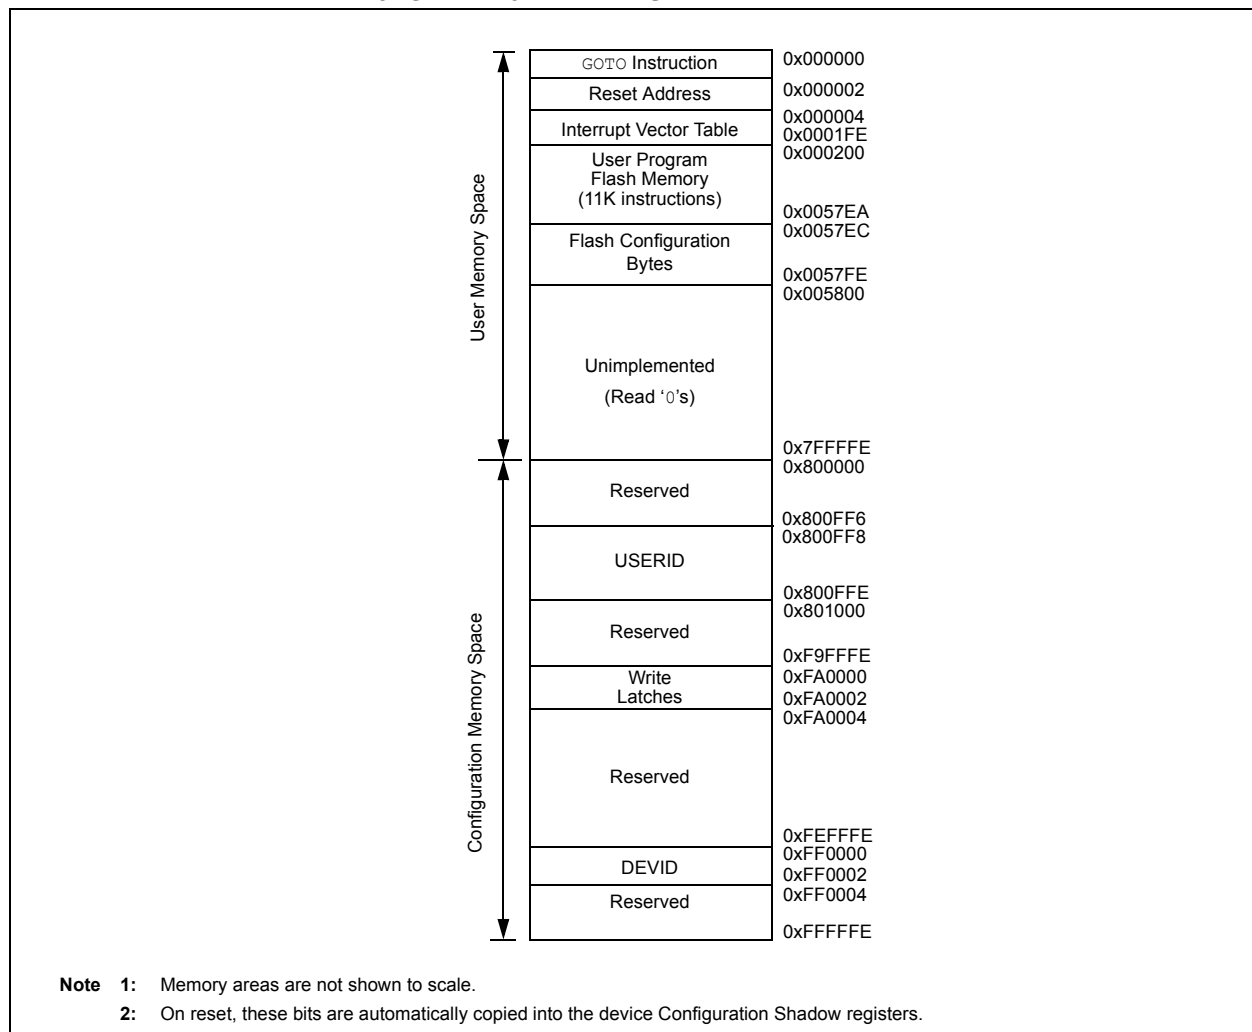 GOTO Instruction
0x000000
Reset Address
0x000002
Interrupt Vector Table
0x000004
0x0001FE
User Program
Flash Memory
(11K instructions)
0x000200
0x0057EA
Flash Configuration
Bytes
0x0057EC
0x0057FE
Unimplemented
(Read ‘0’s)
0x005800
0x7FFFFE
User Memory Space
Reserved
0x800000
0x800FF6
USERID
0x800FF8
0x800FFE
Reserved
0x801000
0xF9FFFE
Write
Latches
0xFA0000
0xFA0002
Reserved
0xFA0004
0xFEFFFE
DEVID
0xFF0000
0xFF0002
Reserved
0xFF0004
0xFFFFFE
Configuration Memory Space
Note 1: Memory areas are not shown to scale.
2: On reset, these bits are automatically copied into the device Configuration Shadow registers.